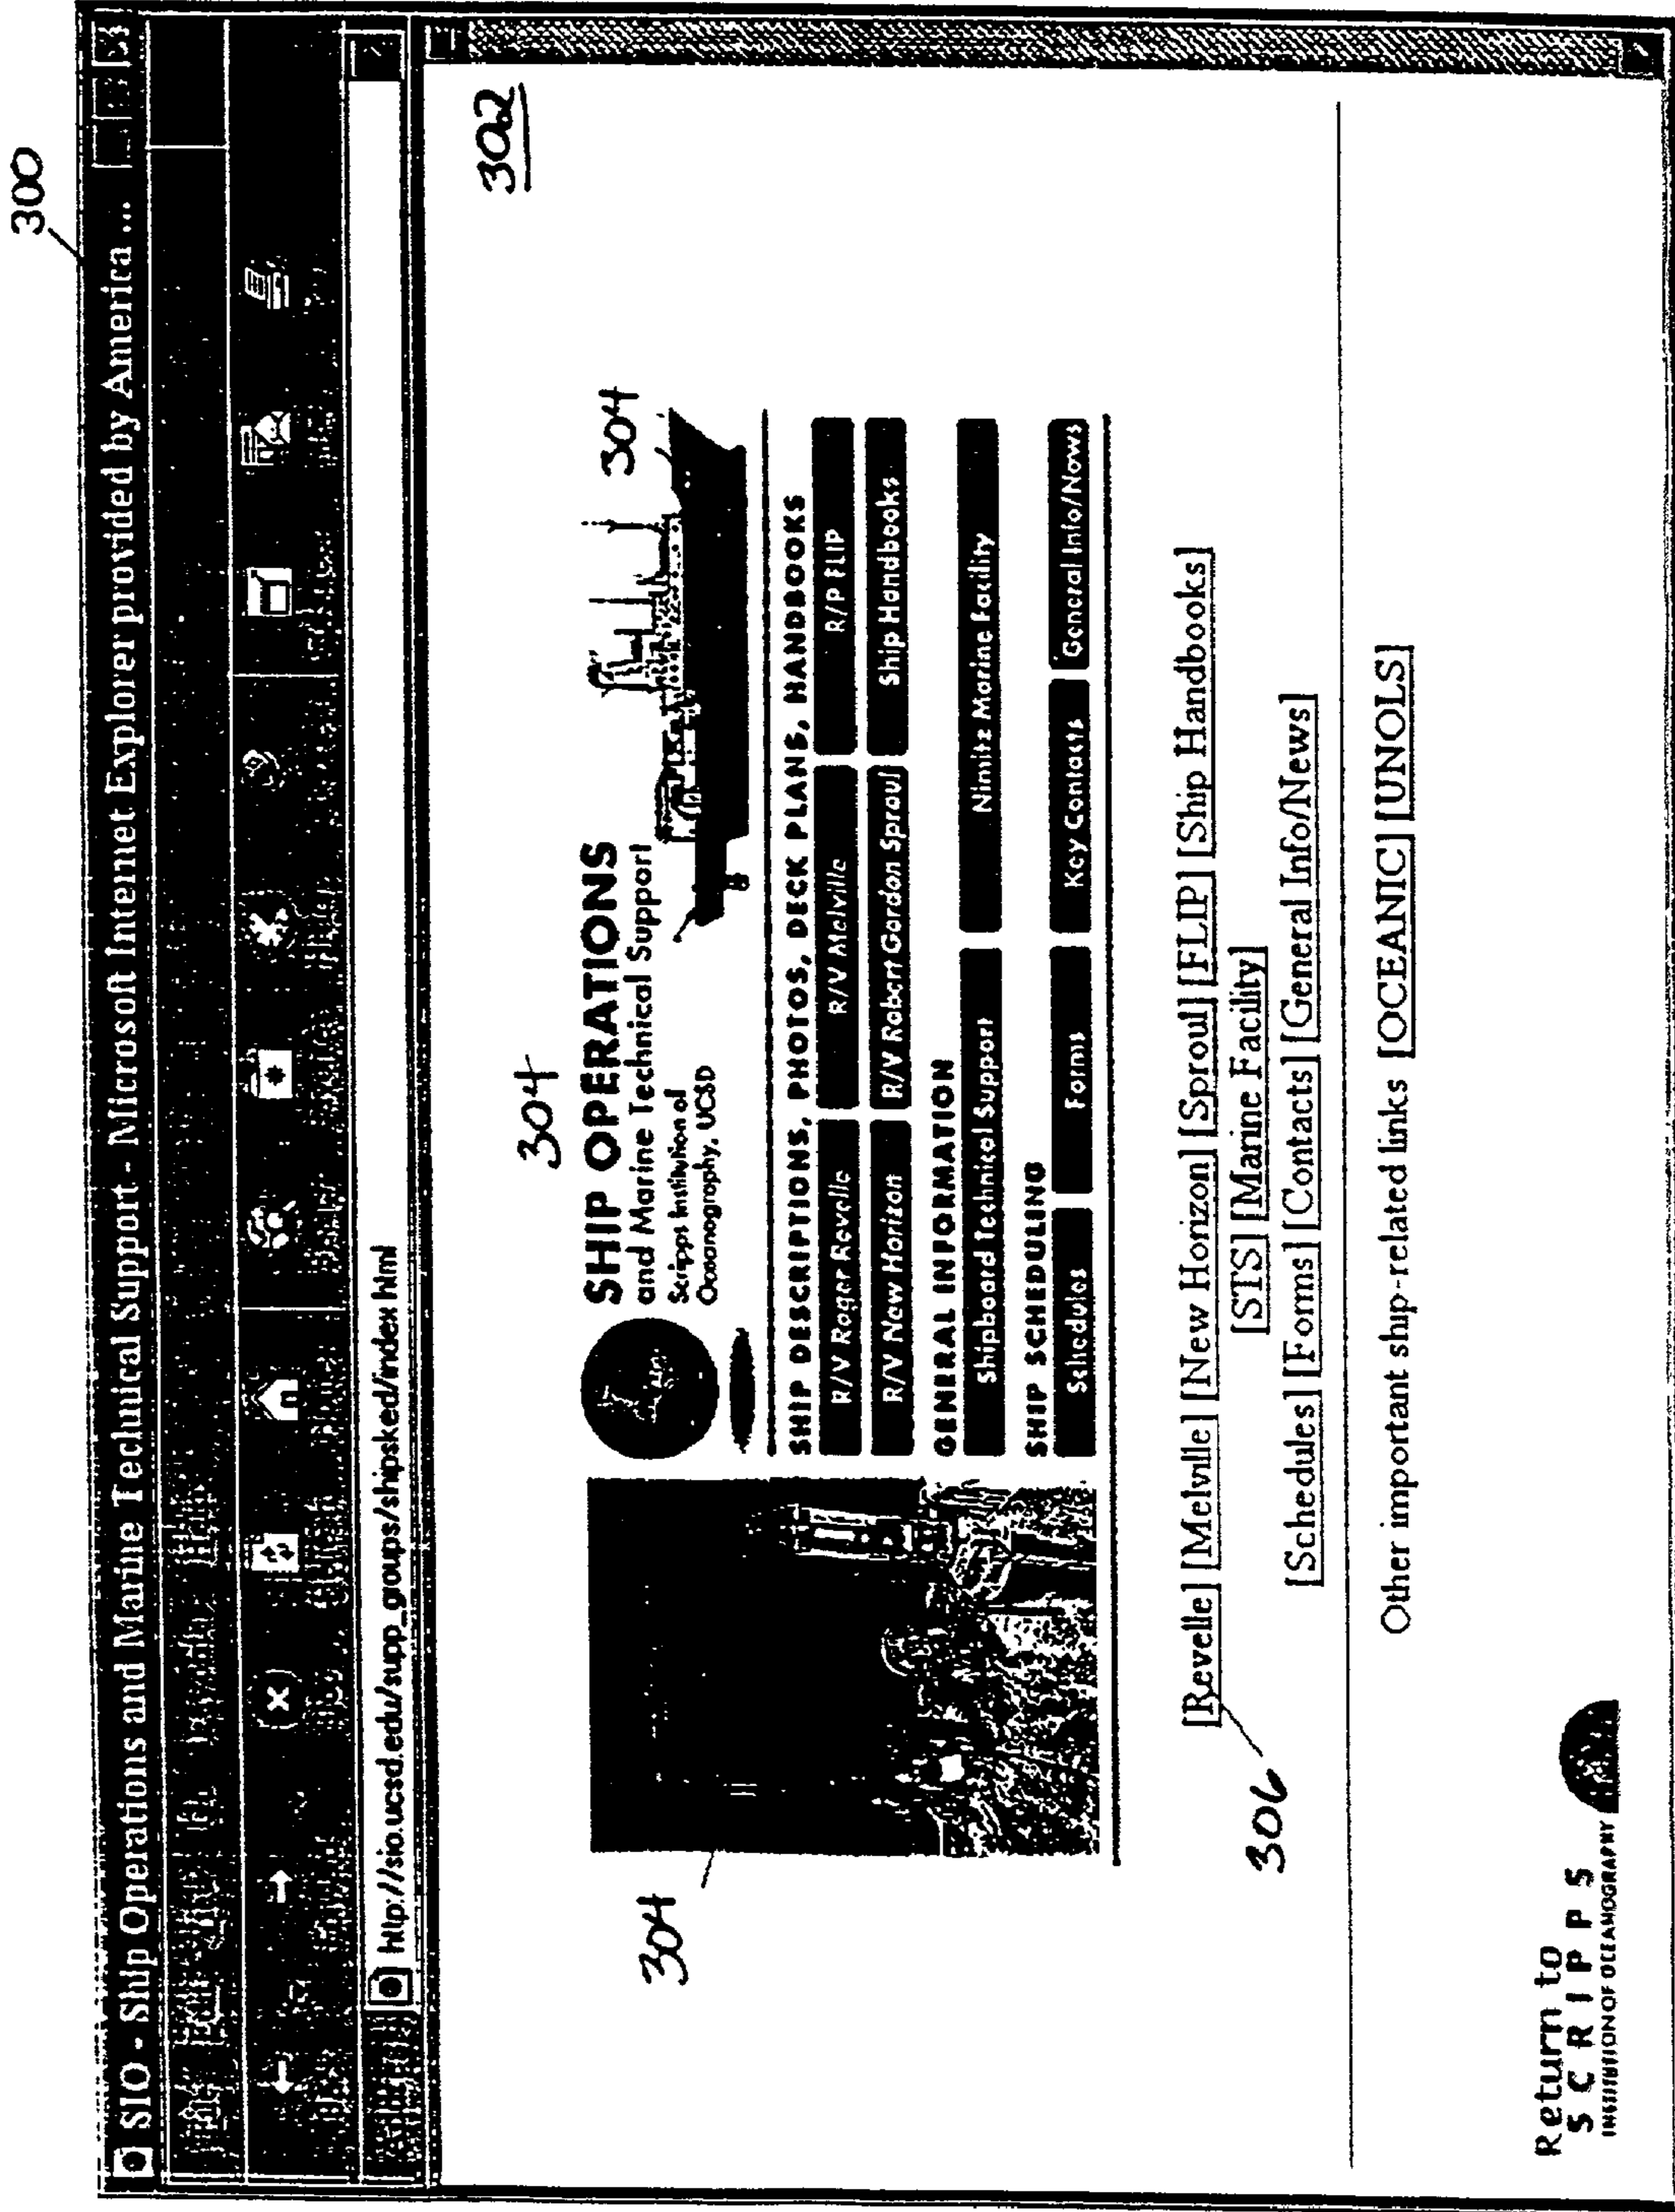 300
SIO - Ship Operations and Marine Technical Support - Microsoft Internet Explorer provided by America ...
http://sio.ucsd.edu/supp_groups/shipsked/index.html
302
304
304
304
SHIP OPERATIONS
and Marine Technical Support
Scripps Institution of
Oceanography, UCSD
SHIP DESCRIPTIONS, PHOTOS, DECK PLANS, HANDBOOKS
R/V Roger Revelle R/V Melville R/P FLIP
R/V New Horizon R/V Robert Gordon Sproul Ship Handbooks
GENERAL INFORMATION
Shipboard Technical Support Nimitz Marine Facility
SHIP SCHEDULING
Schedules Forms Key Contacts General Info/News
[Revelle] [Melville] [New Horizon] [Sproul] [FLIP] [Ship Handbooks]
[STS] [Marine Facility]
[Schedules] [Forms] [Contacts] [General Info/News]
306
Other important ship-related links [OCEANIC] [UNOLS]
Return to
SCRIPPS
INSTITUTION OF OCEANOGRAPHY